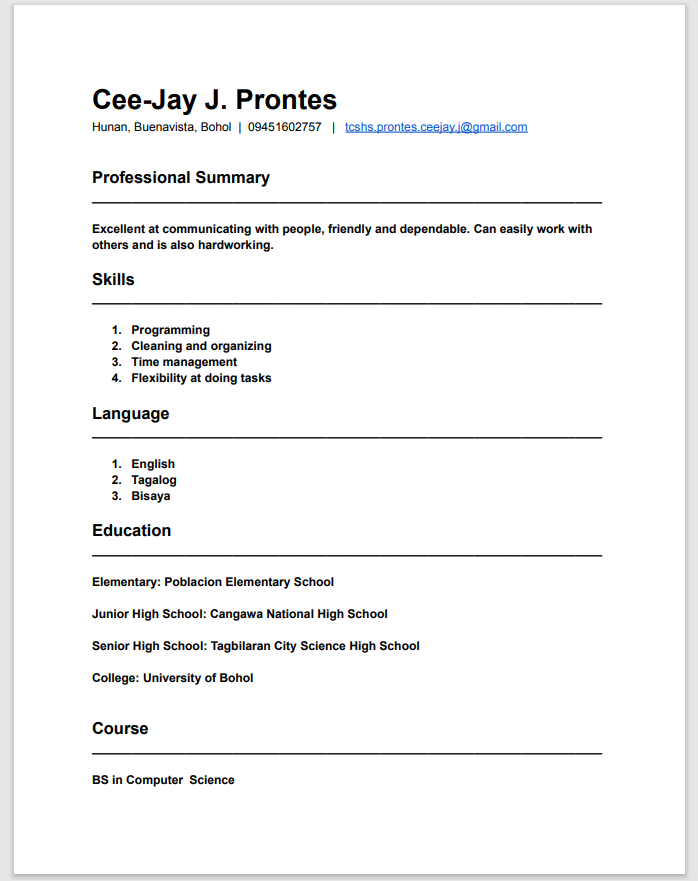 Cee-Jay J. Prontes
Hunan, Buenavista, Bohol | 09451602757 | tcshs.prontes.ceejay.j@gmail.com
Professional Summary
Excellent at communicating with people, friendly and dependable. Can easily work with
others and is also hardworking.
Skills
1. Programming
2. Cleaning and organizing
3. Time management
4. Flexibility at doing tasks
Language
1. English
2. Tagalog
3. Bisaya
Education
Elementary: Poblacion Elementary School
Junior High School: Cangawa National High School
Senior High School: Tagbilaran City Science High School
College: University of Bohol
Course
BS in Computer  Science